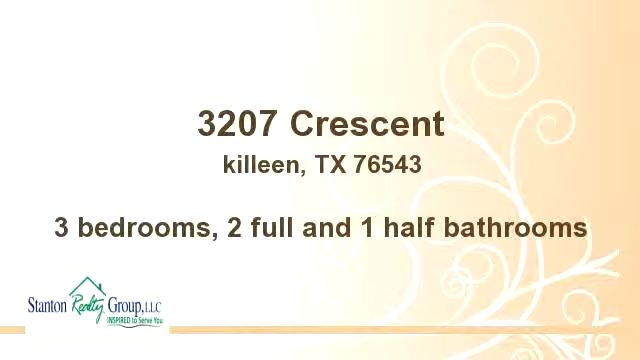 3207 Crescent
killeen, TX 76543
3 bedrooms, 2 full and 1 half bathrooms
Stanton Realty Group,LLC
INSPIRED to Serve You